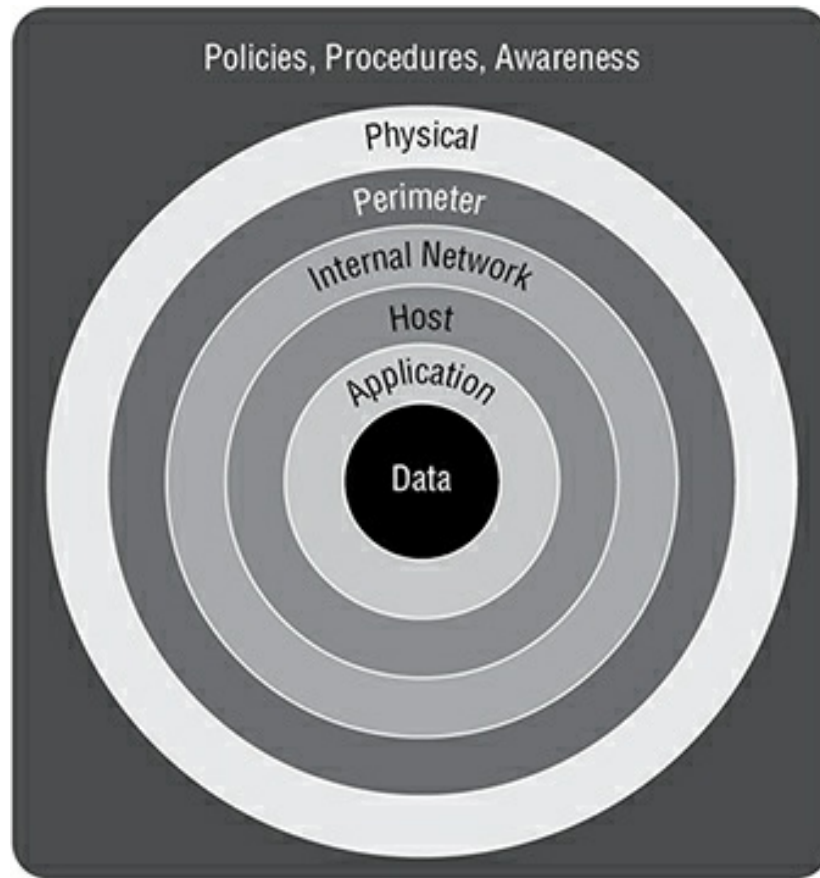 Policies, Procedures, Awareness
Physical
Perimeter
Internal Network
Host
Application
Data